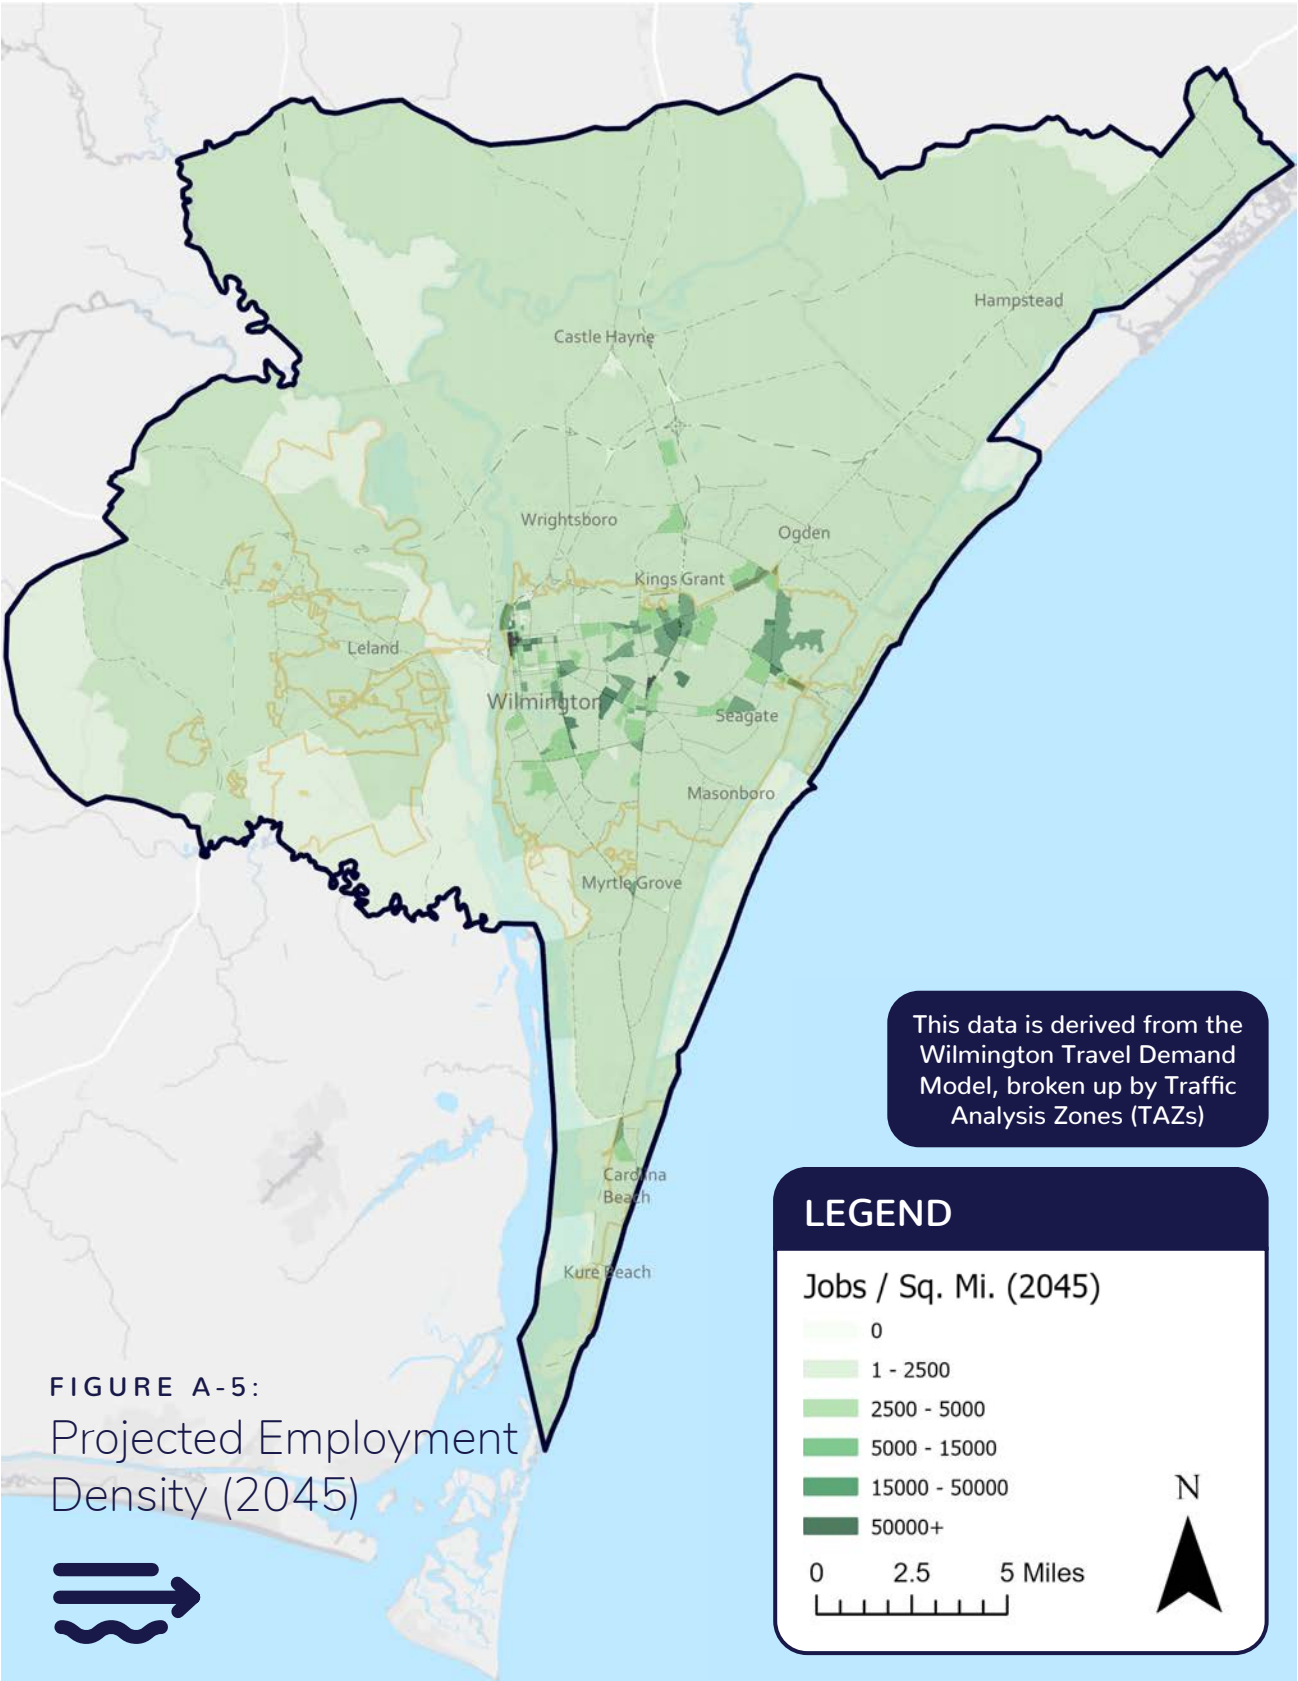 Hampstead
Castle Hayne
Wrightsboro
Ogden
Kings Grant
Leland
Wilmington
Seagate
Masonboro
Myrtle Grove
Carolina
Beach
Kure Beach
This data is derived from the
Wilmington Travel Demand
Model, broken up by Traffic
Analysis Zones (TAZs)
LEGEND
Jobs / Sq. Mi. (2045)
0
1 - 2500
2500 - 5000
5000 - 15000
15000 - 50000
50000+
0 2.5 5 Miles
N
FIGURE A-5:
Projected Employment
Density (2045)